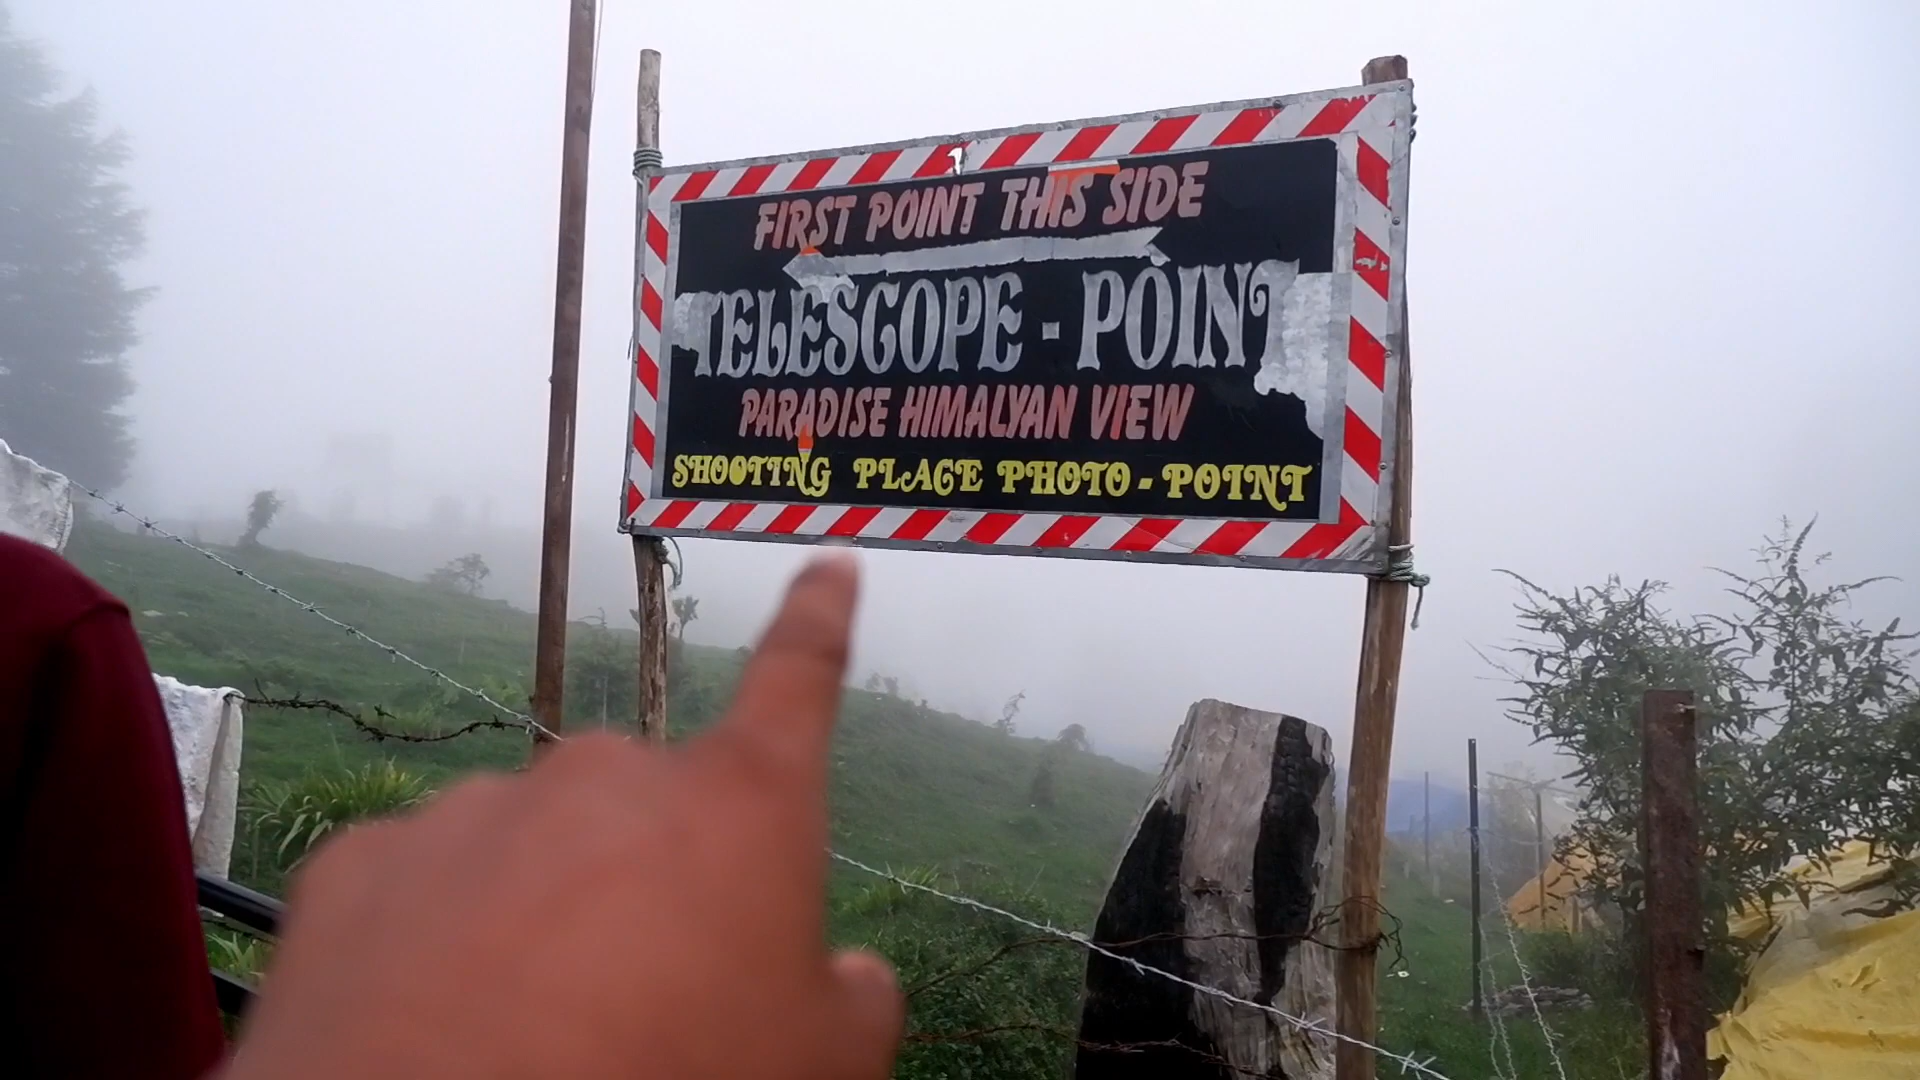 FIRST POINT THIS SIDE
TELESCOPE - POINT
PARADISE HIMALYAN VIEW
SHOOTING PLACE PHOTO - POINT